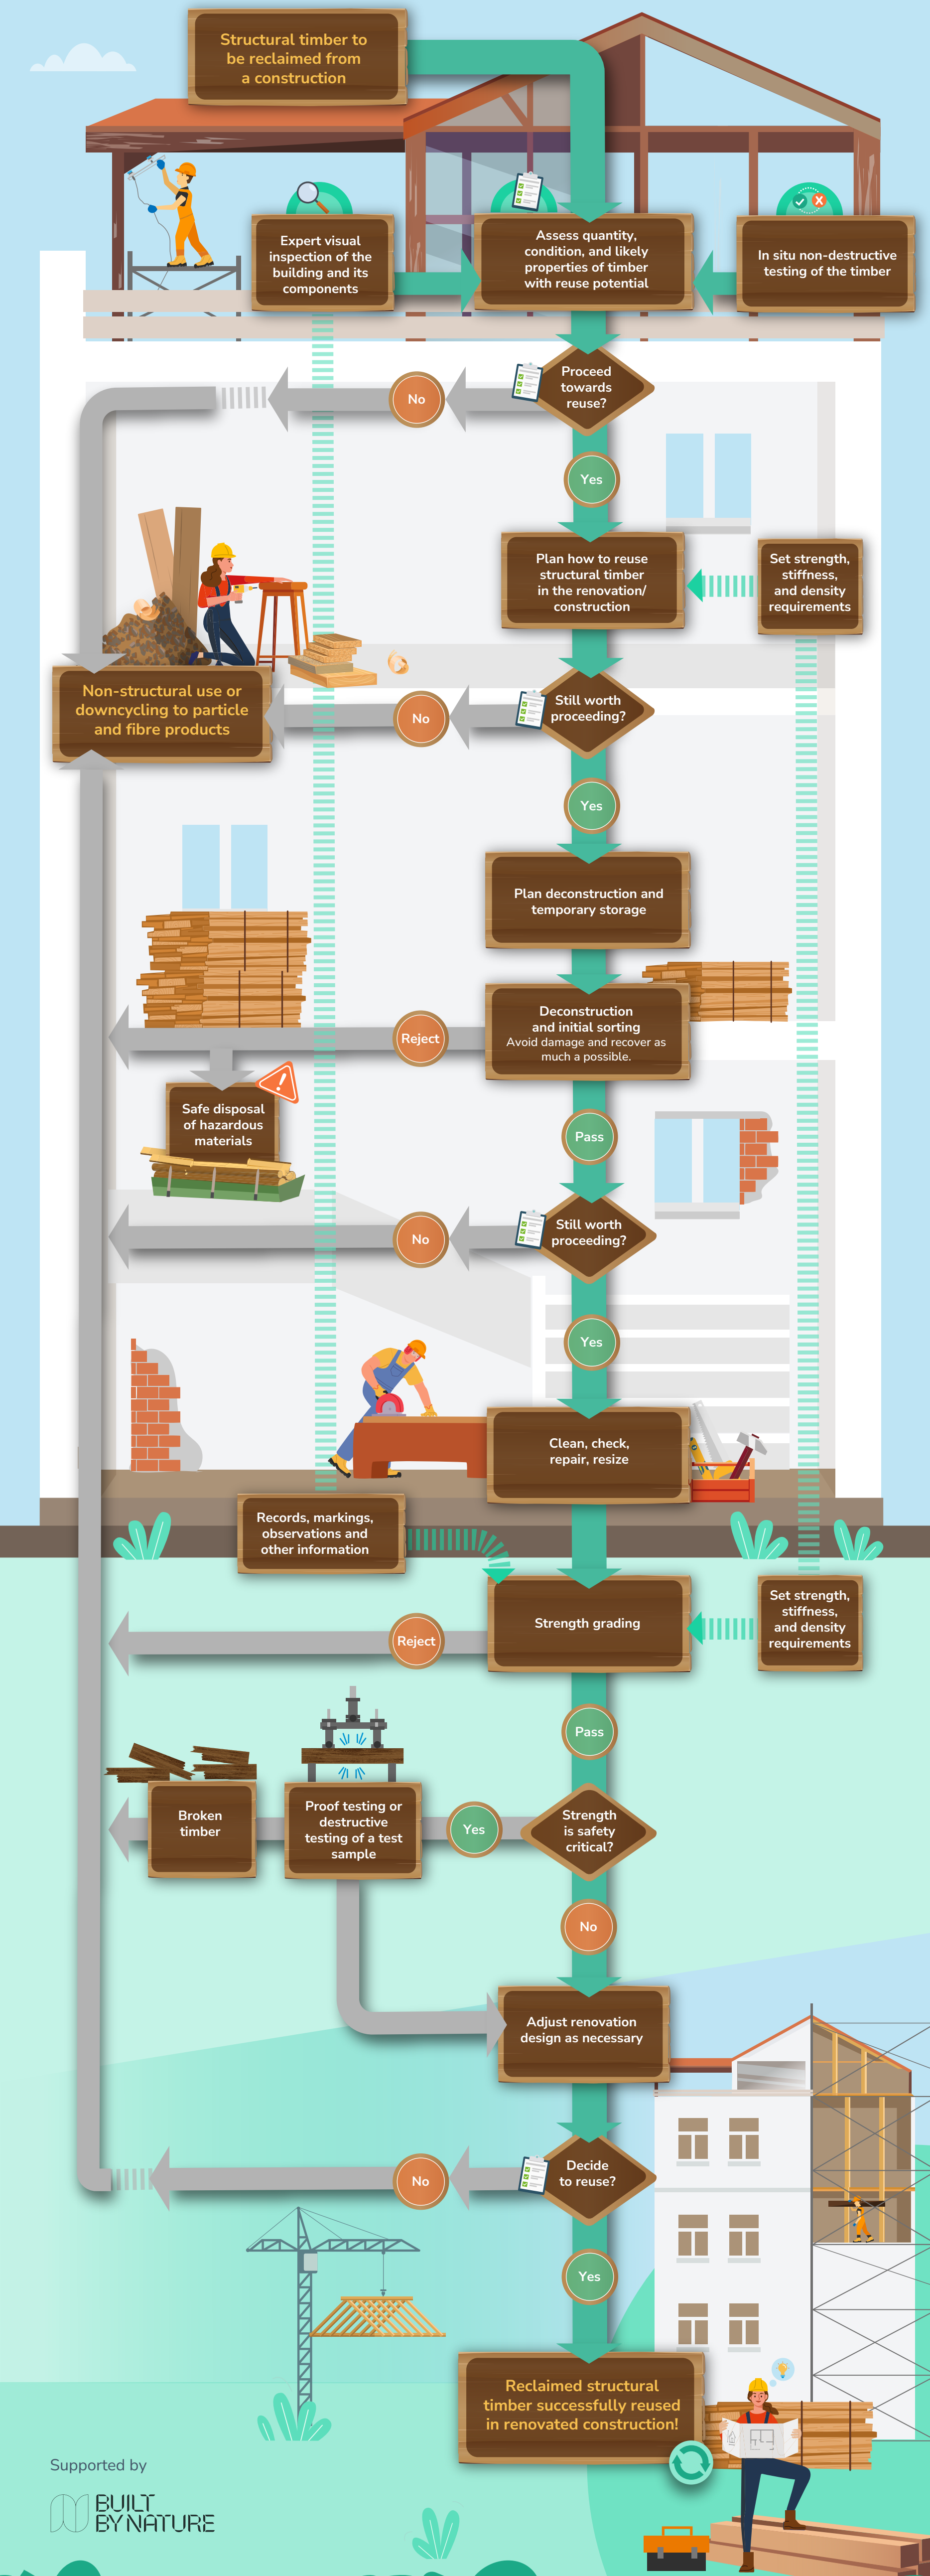 Structural timber to
be reclaimed from
a construction
Expert visual
inspection of the
building and its
components
Assess quantity,
condition, and likely
properties of timber
with reuse potential
In situ non-destructive
testing of the timber
Proceed
towards
reuse?
No
Yes
Plan how to reuse
structural timber
in the renovation/
construction
Set strength,
stiffness,
and density
requirements
Non-structural use or
downcycling to particle
and fibre products
No
Still worth
proceeding?
Yes
Plan deconstruction and
temporary storage
Deconstruction
and initial sorting
Avoid damage and recover as
much a possible.
Reject
Safe disposal
of hazardous
materials
Pass
Still worth
proceeding?
No
Yes
Clean, check,
repair, resize
Records, markings,
observations and
other information
Strength grading
Set strength,
stiffness,
and density
requirements
Reject
Pass
Broken
timber
Proof testing or
destructive
testing of a test
sample
Yes
Strength
is safety
critical?
No
Adjust renovation
design as necessary
Decide
to reuse?
No
Yes
Reclaimed structural
timber successfully reused
in renovated construction!
Supported by
BUILT
BY NATURE